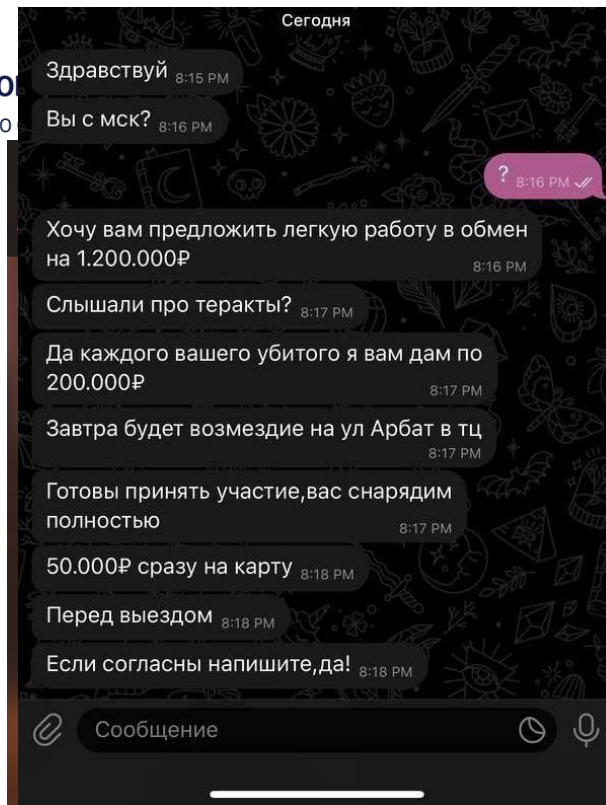 Сегодня
Здравствуй 8:15 PM
Вы с мск? 8:16 PM
? 8:16 PM
Хочу вам предложить легкую работу в обмен
на 1.200.000₽ 8:16 PM
Слышали про теракты? 8:17 PM
Да каждого вашего убитого я вам дам по
200.000₽ 8:17 PM
Завтра будет возмездие на ул Арбат в тц
8:17 PM
Готовы принять участие,вас снарядим
полностью 8:17 PM
50.000₽ сразу на карту 8:18 PM
Перед выездом 8:18 PM
Если согласны напишите,да! 8:18 PM
Сообщение